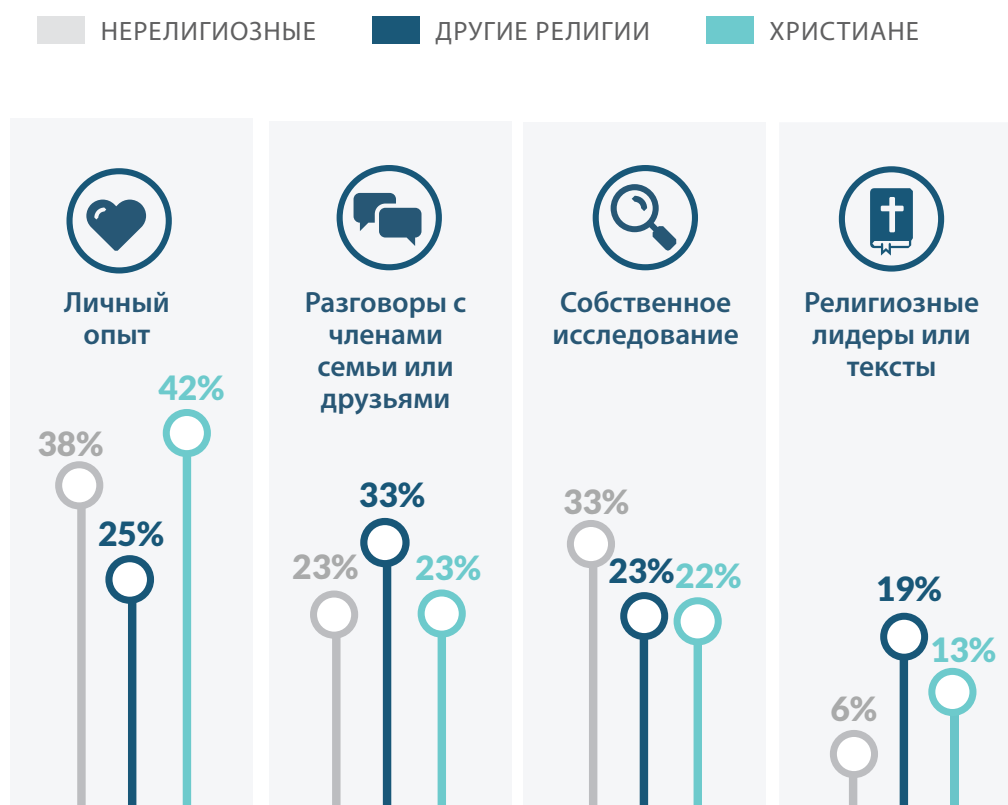 НЕРЕЛИГИОЗНЫЕ
ДРУГИЕ РЕЛИГИИ
ХРИСТИАНЕ
Личный
опыт
42%
38%
25%
Разговоры с
членами
семьи или
друзьями
33%
23%
23%
Собственное
исследование
33%
23%
22%
Религиозные
лидеры или
тексты
19%
13%
6%